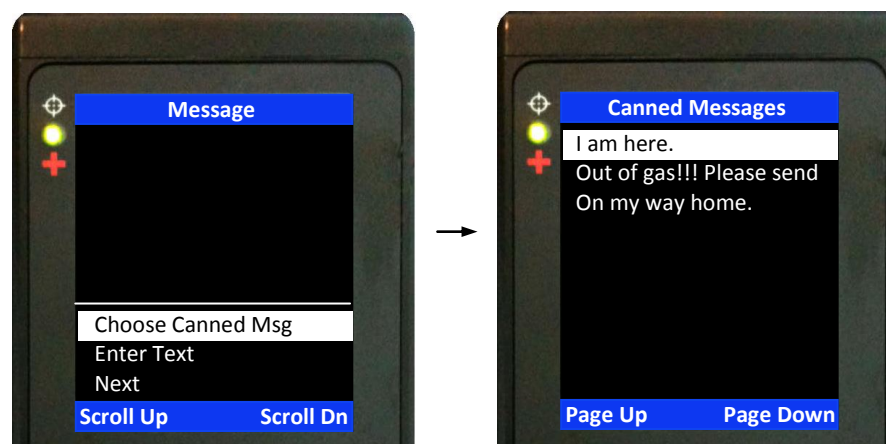 Message
Choose Canned Msg
Enter Text
Next
Scroll Up Scroll Dn
Canned Messages
I am here.
Out of gas!!! Please send
On my way home.
Page Up Page Down